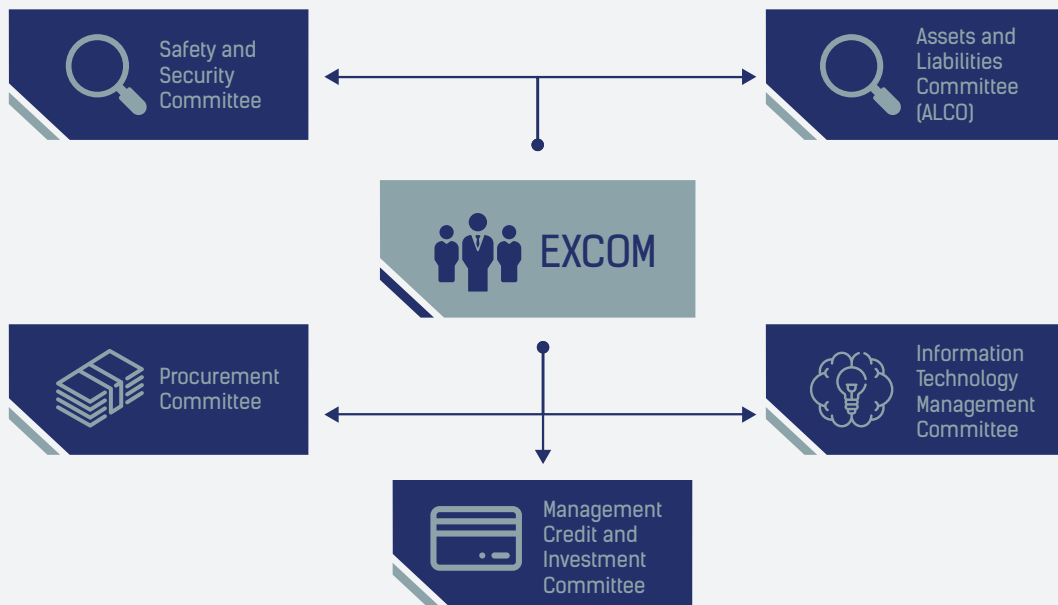 Safety and
Security
Committee
Assets and
Liabilities
Committee
(ALCO)
EXCOM
Procurement
Committee
Information
Technology
Management
Committee
Management
Credit and
Investment
Committee